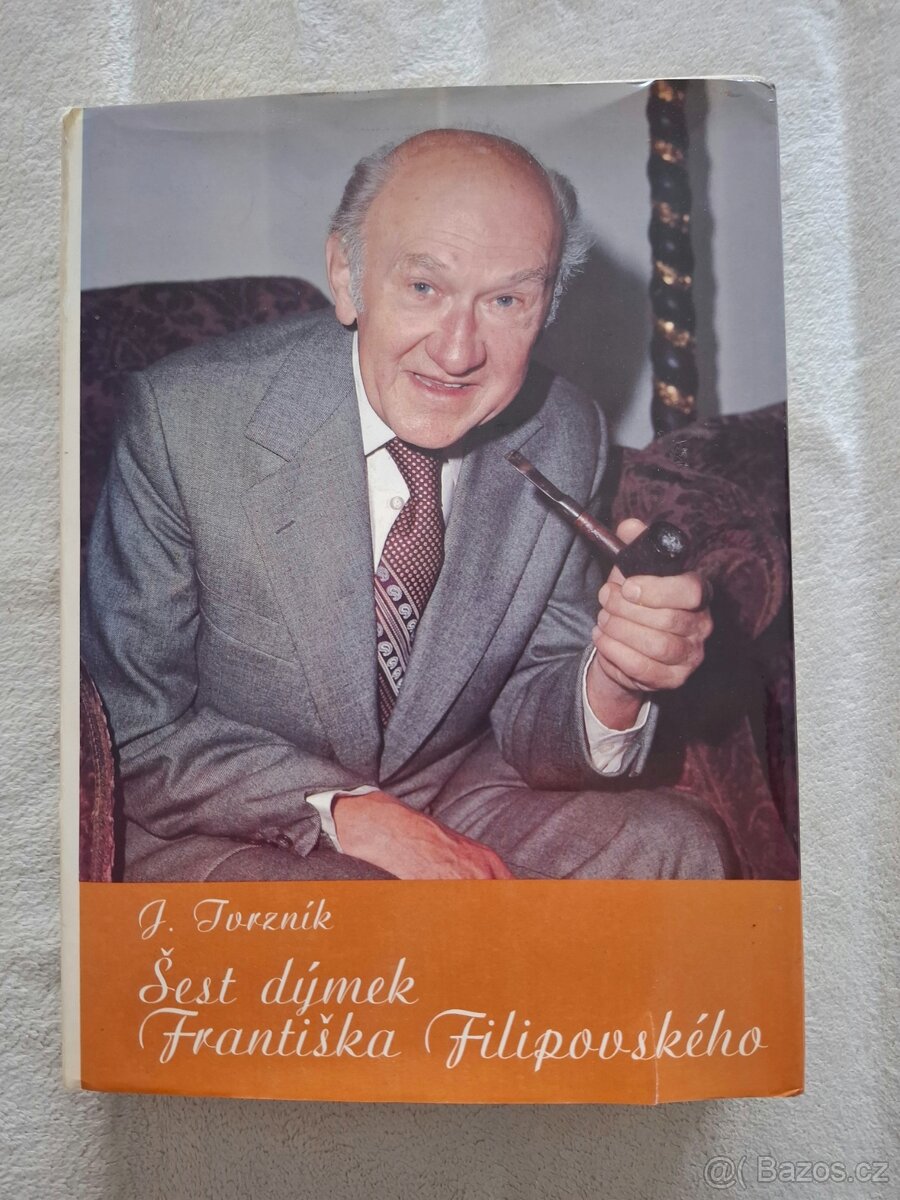 J. Tvrzník
Šest dýmek
Františka Filipovského
@( Bazos.cz